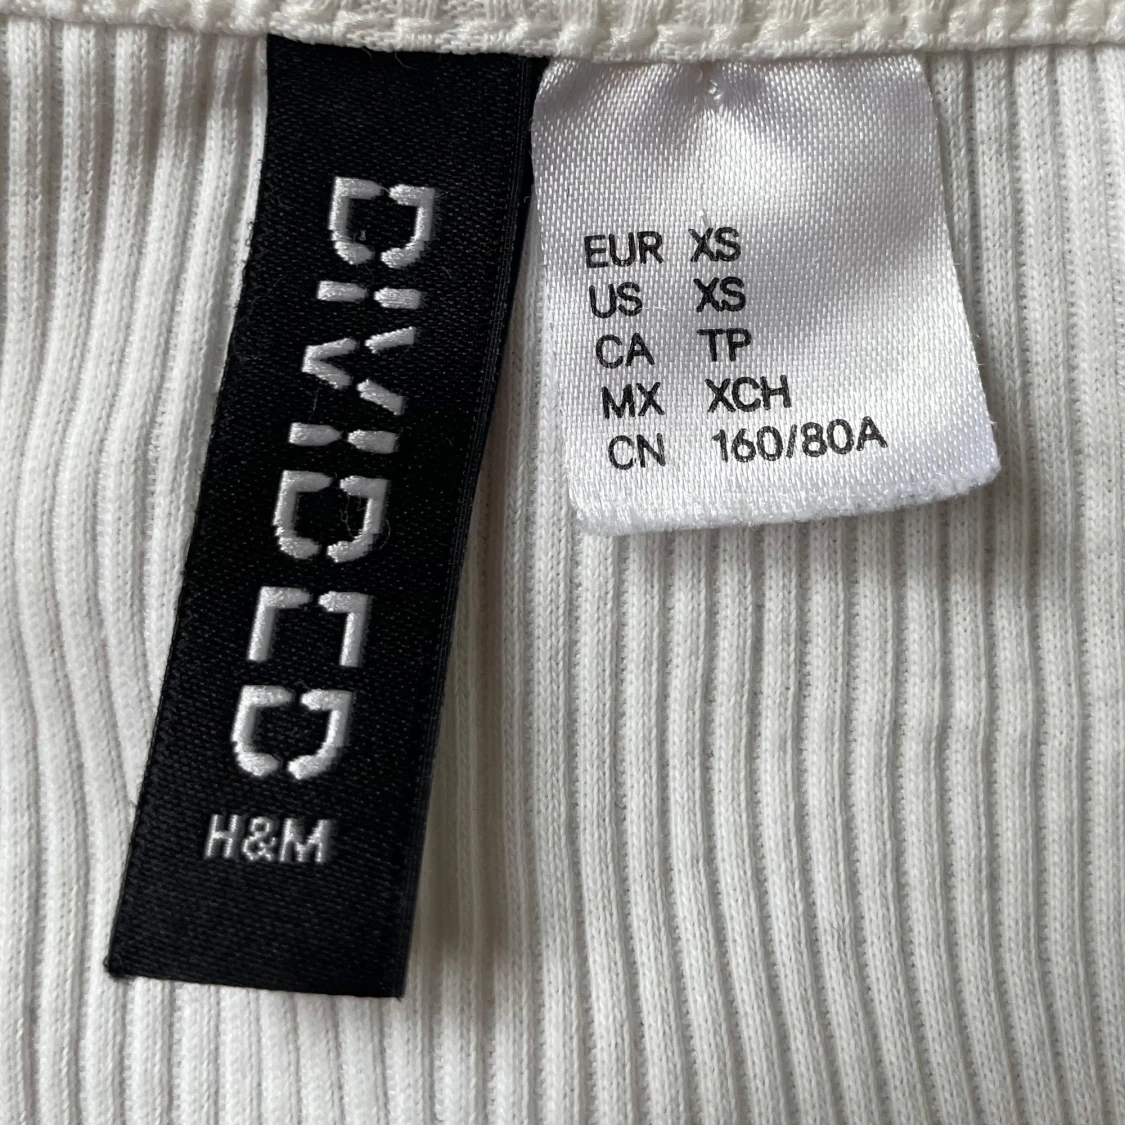 DIVIDED
H&M
EUR XS
US XS
CA TP
MX XCH
CN 160/80A